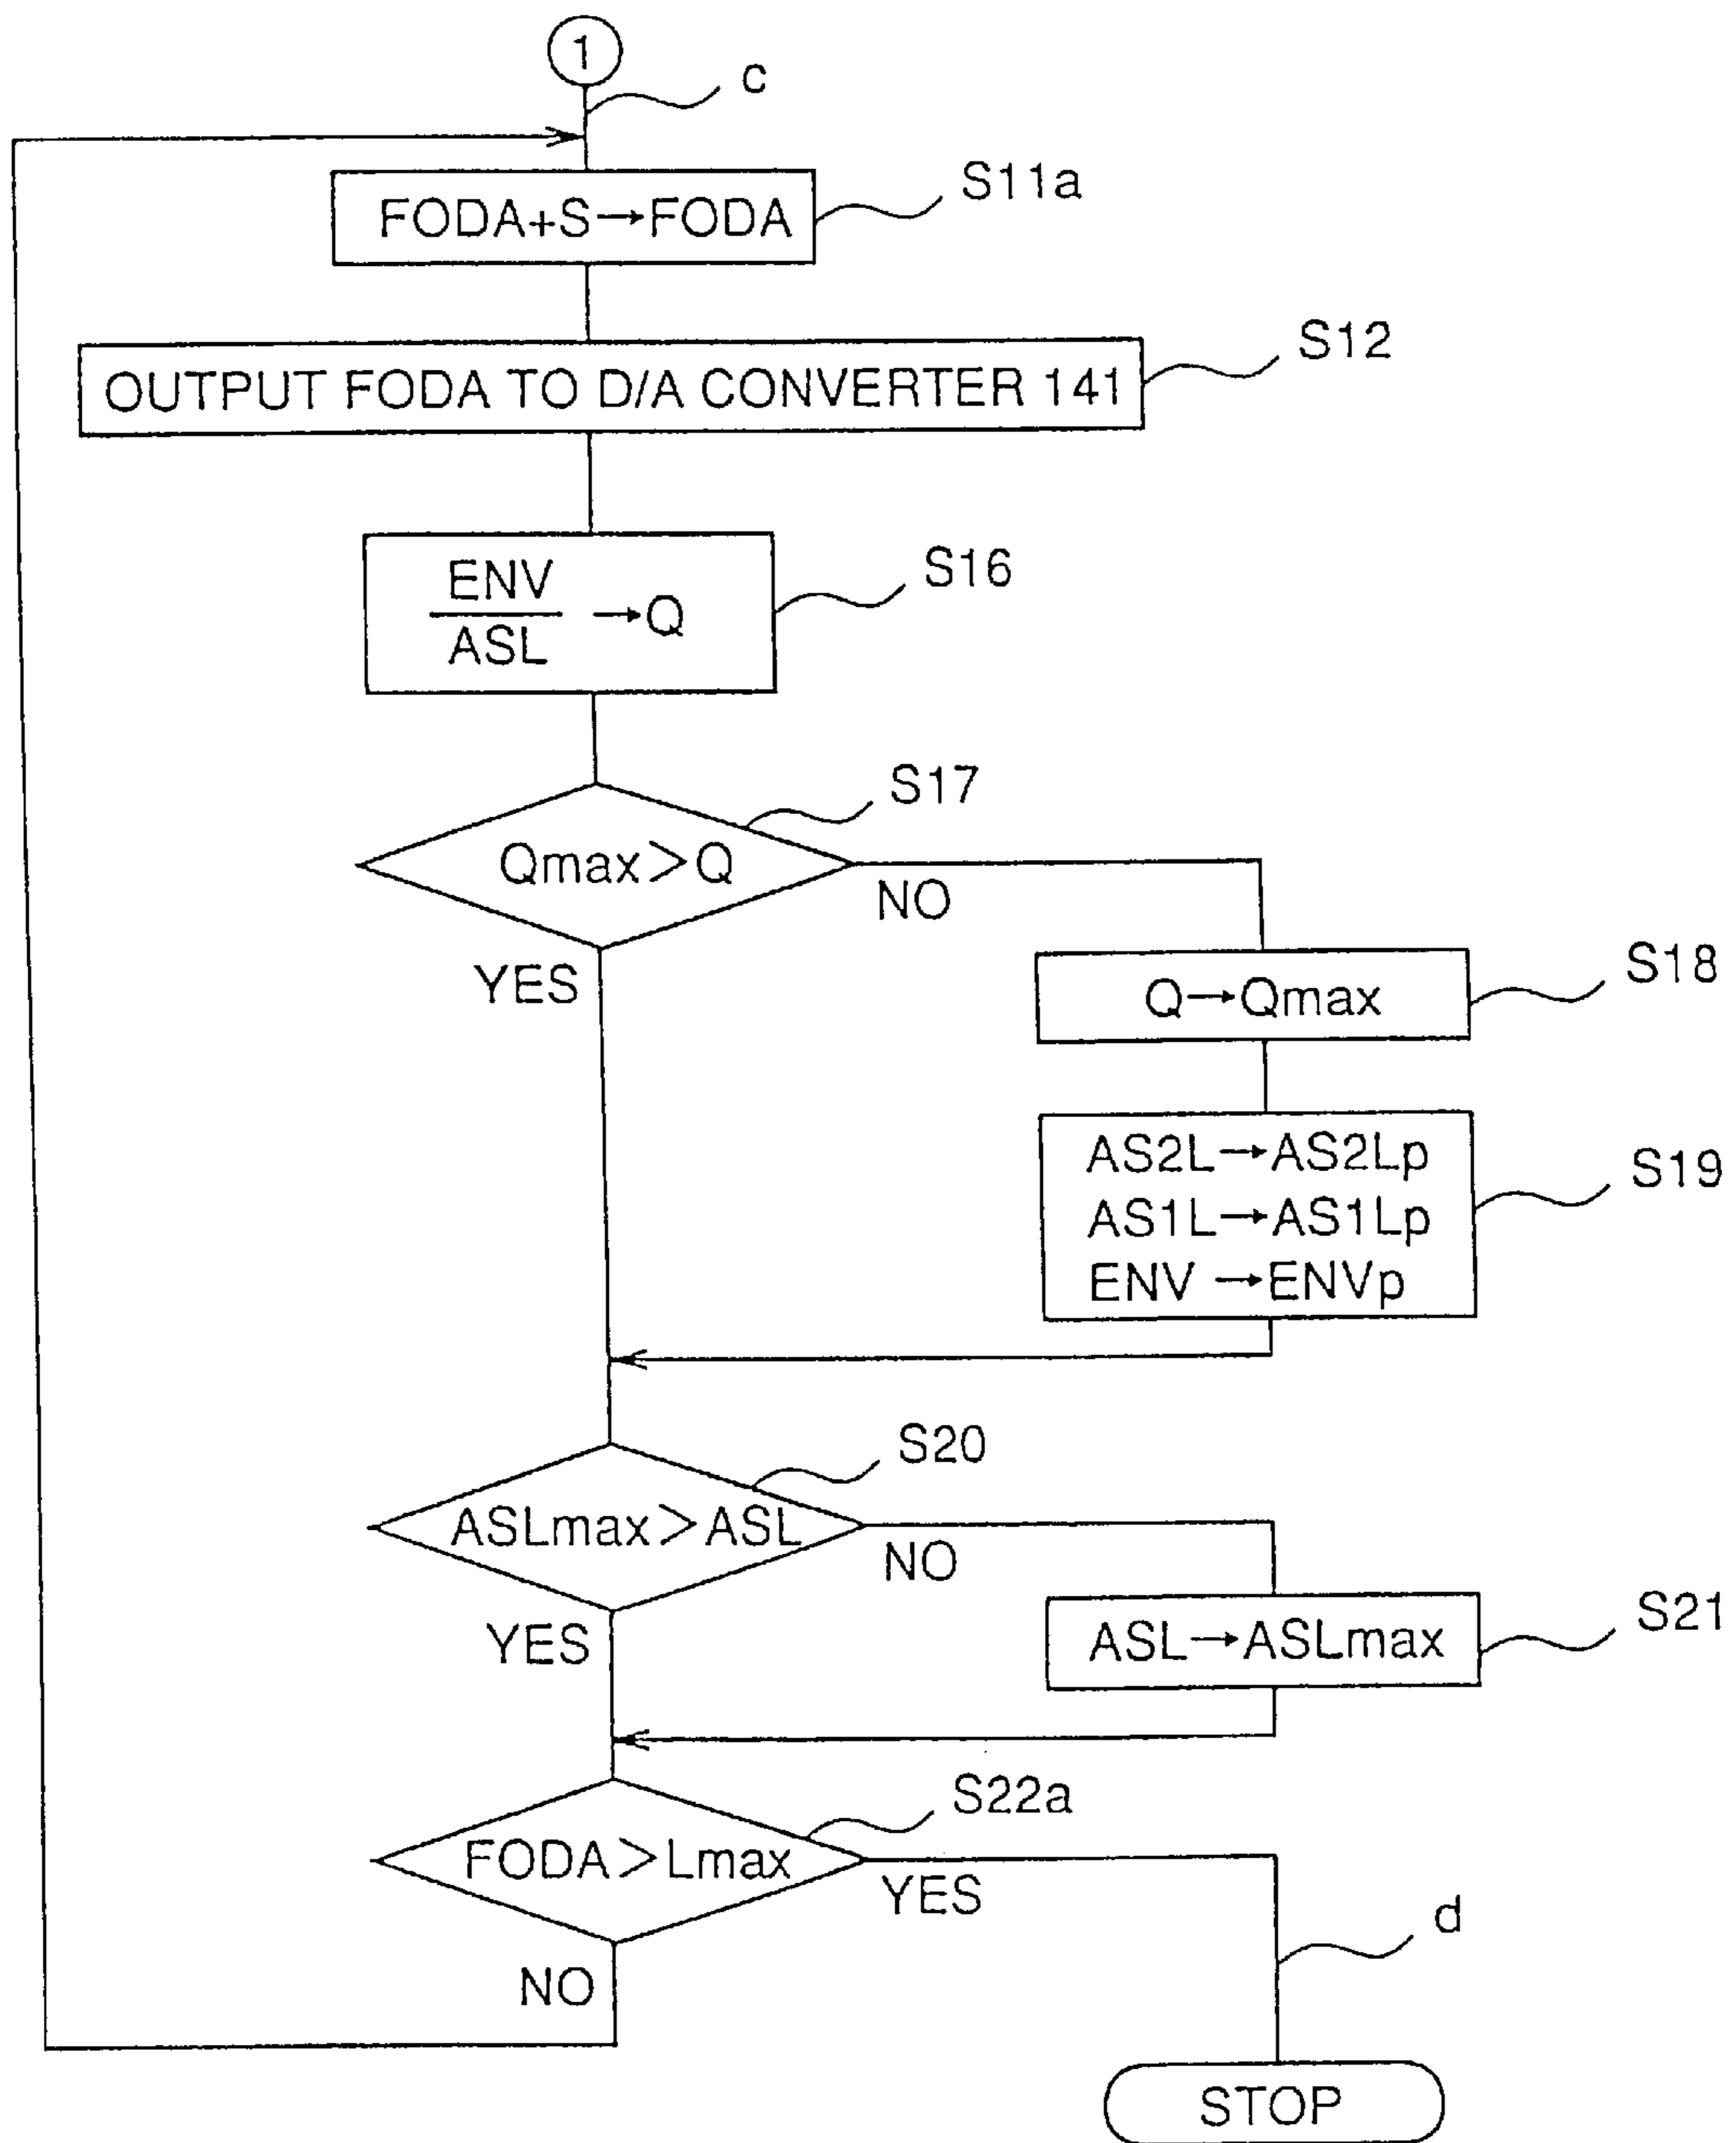 1
c
S11a
FODA+S→FODA
S12
OUTPUT FODA TO D/A CONVERTER 141
S16
ENV
ASL
→Q
S17
Qmax>Q
NO
YES
S18
Q→Qmax
S19
AS2L→AS2Lp
AS1L→AS1Lp
ENV →ENVp
S20
ASLmax>ASL
NO
YES
S21
ASL→ASLmax
S22a
FODA>Lmax
YES
NO
d
STOP